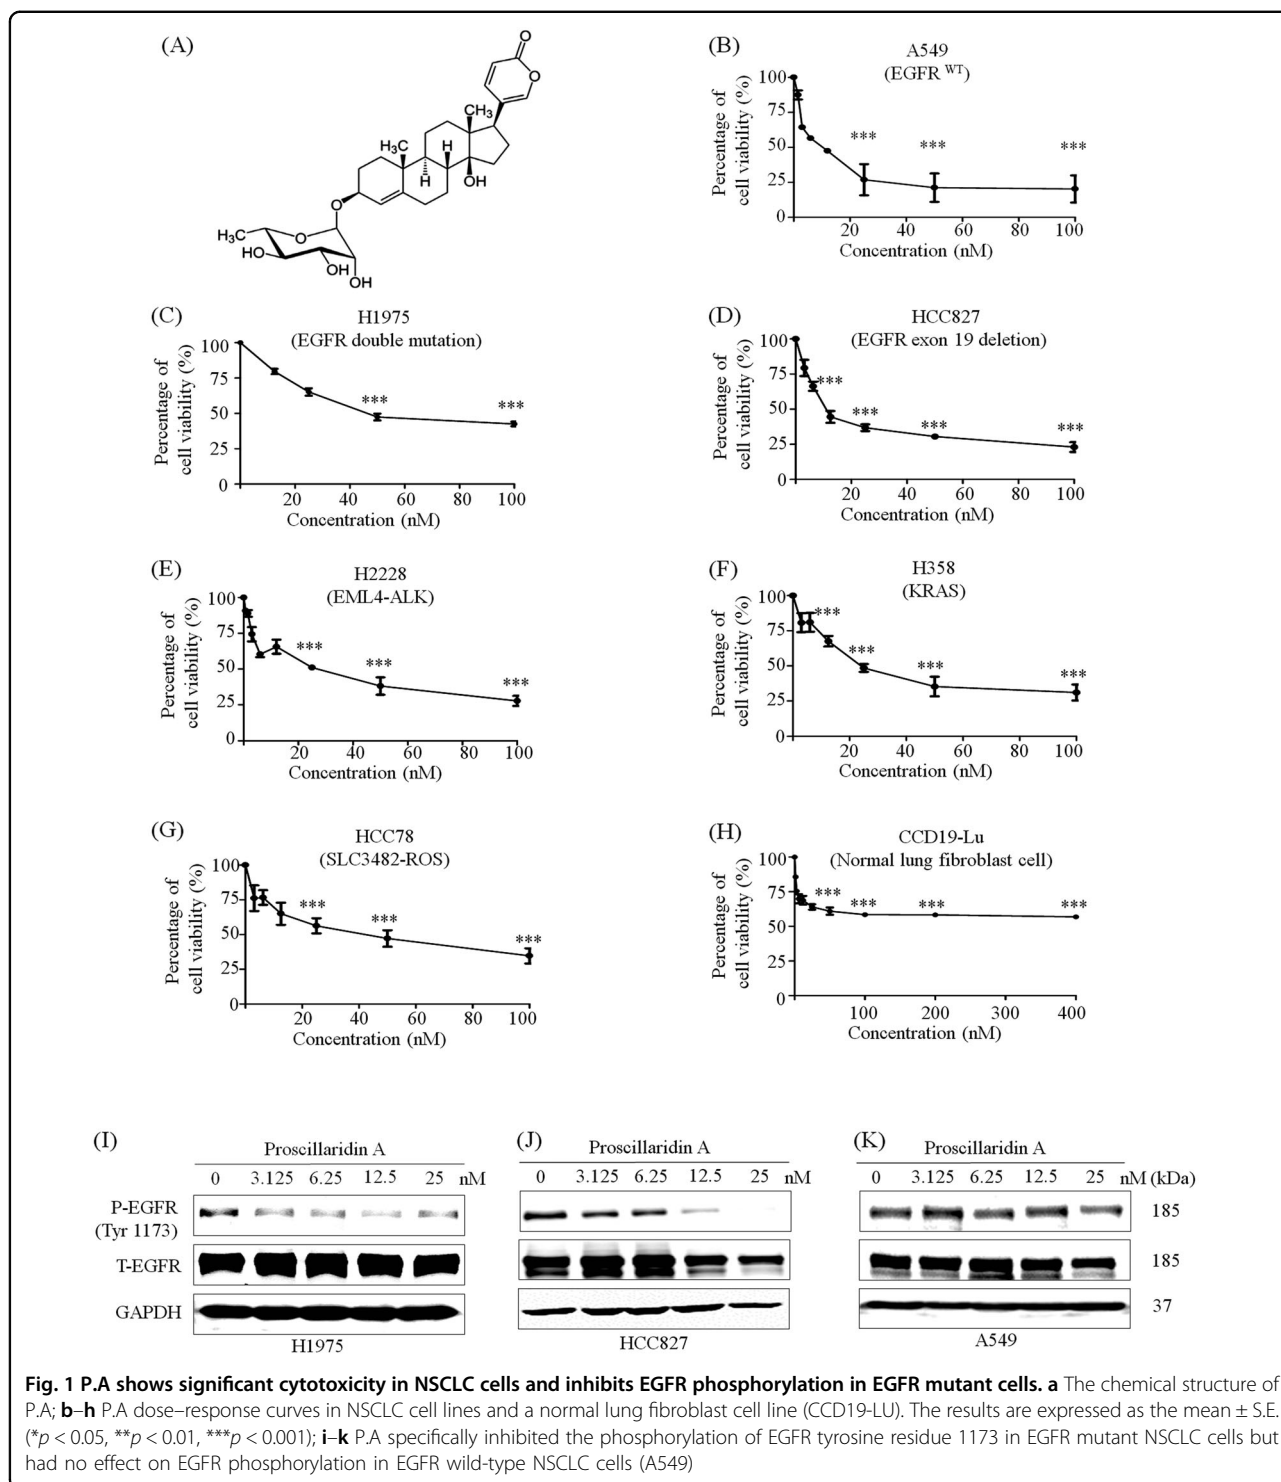 (A)
O
O
CH₃
H₃C
H
H
OH
O
H₃C
O
HO
HO
OH
OH
(B)
A549
(EGFR WT)
Percentage of
cell viability (%)
100
75
50
25
0
***
***
***
20 40 60 80 100
Concentration (nM)
(C)
H1975
(EGFR double mutation)
Percentage of
cell viability (%)
100
75
50
25
0
***
***
20 40 60 80 100
Concentration (nM)
(D)
HCC827
(EGFR exon 19 deletion)
Percentage of
cell viability (%)
100
75
50
25
0
***
***
***
***
20 40 60 80 100
Concentration (nM)
(E)
H2228
(EML4-ALK)
Percentage of
cell viability (%)
100
75
50
25
0
***
***
***
20 40 60 80 100
Concentration (nM)
(F)
H358
(KRAS)
Percentage of
cell viability (%)
100
75
50
25
0
***
***
***
***
20 40 60 80 100
Concentration (nM)
(G)
HCC78
(SLC3482-ROS)
Percentage of
cell viability (%)
100
75
50
25
0
***
***
***
20 40 60 80 100
Concentration (nM)
(H)
CCD19-Lu
(Normal lung fibroblast cell)
Percentage of
cell viability (%)
100
75
50
25
0
***
***
***
***
100 200 300 400
Concentration (nM)
(I)
Proscillaridin A
0 3.125 6.25 12.5 25 nM
P-EGFR
(Tyr 1173)
T-EGFR
GAPDH
H1975
(J)
Proscillaridin A
0 3.125 6.25 12.5 25
HCC827
(K)
Proscillaridin A
0 3.125 6.25 12.5 25 nM (kDa)
185
185
37
A549
Fig. 1 P.A shows significant cytotoxicity in NSCLC cells and inhibits EGFR phosphorylation in EGFR mutant cells. a The chemical structure of
P.A; b–h P.A dose–response curves in NSCLC cell lines and a normal lung fibroblast cell line (CCD19-LU). The results are expressed as the mean ± S.E.
(*p < 0.05, **p < 0.01, ***p < 0.001); i–k P.A specifically inhibited the phosphorylation of EGFR tyrosine residue 1173 in EGFR mutant NSCLC cells but
had no effect on EGFR phosphorylation in EGFR wild-type NSCLC cells (A549)